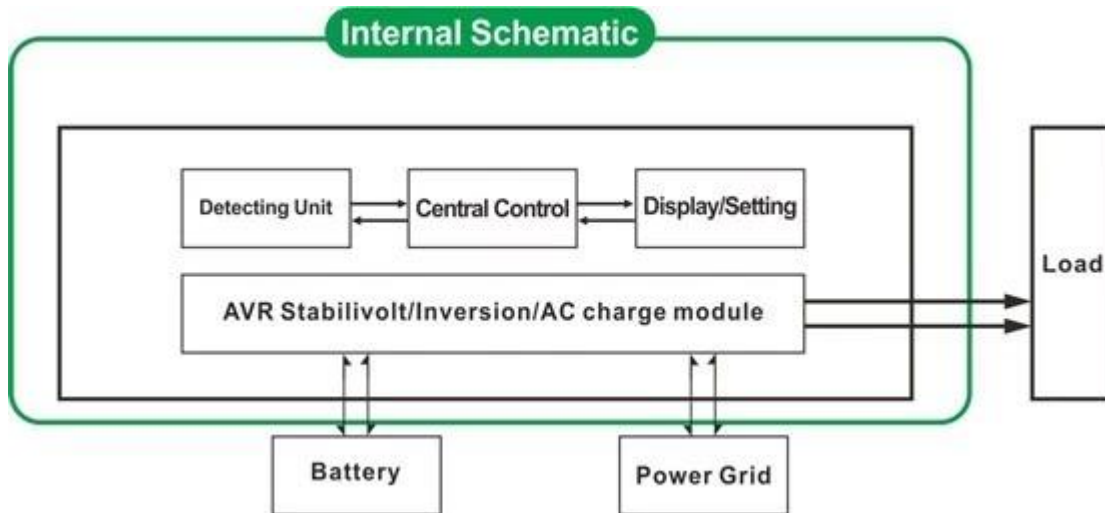 Internal Schematic
Detecting Unit
Central Control
Display/Setting
Load
AVR Stabilivolt/Inversion/AC charge module
Battery
Power Grid